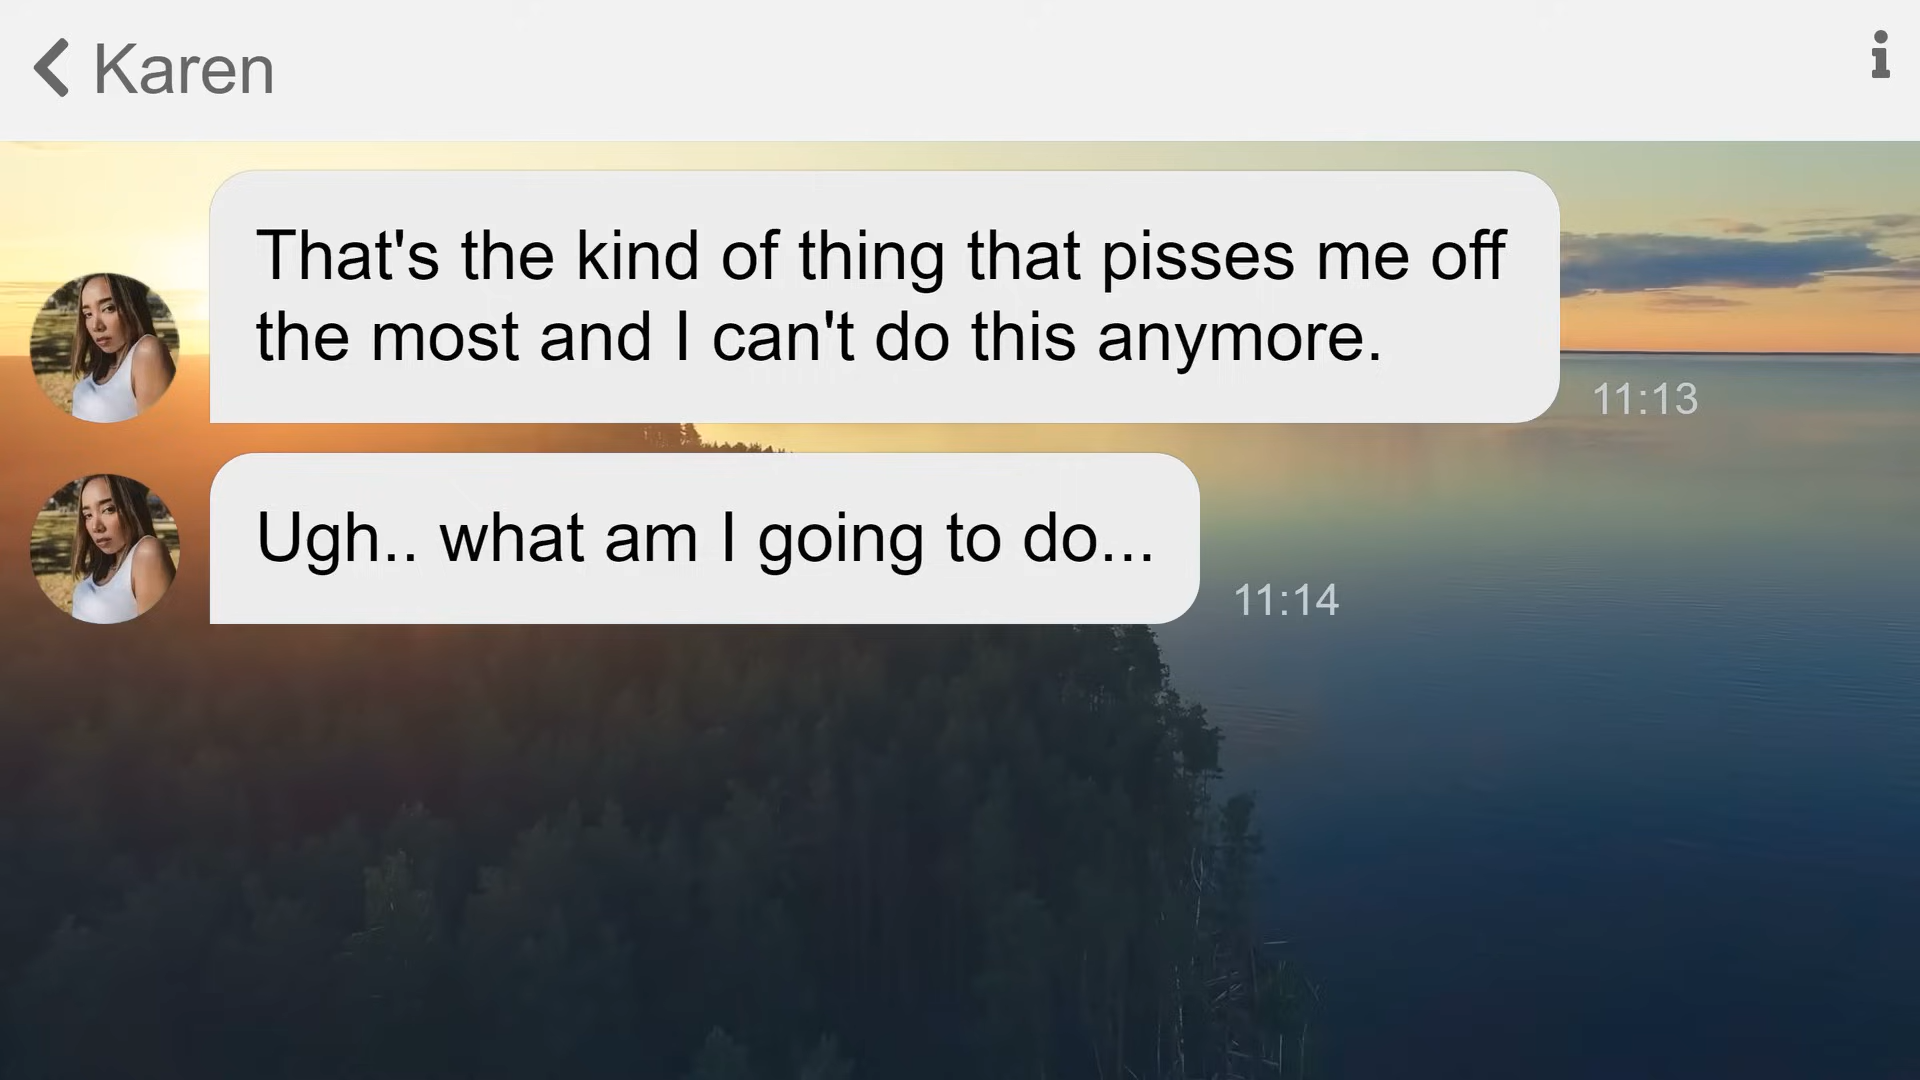 Karen
That's the kind of thing that pisses me off
the most and I can't do this anymore.
11:13
Ugh.. what am I going to do...
11:14